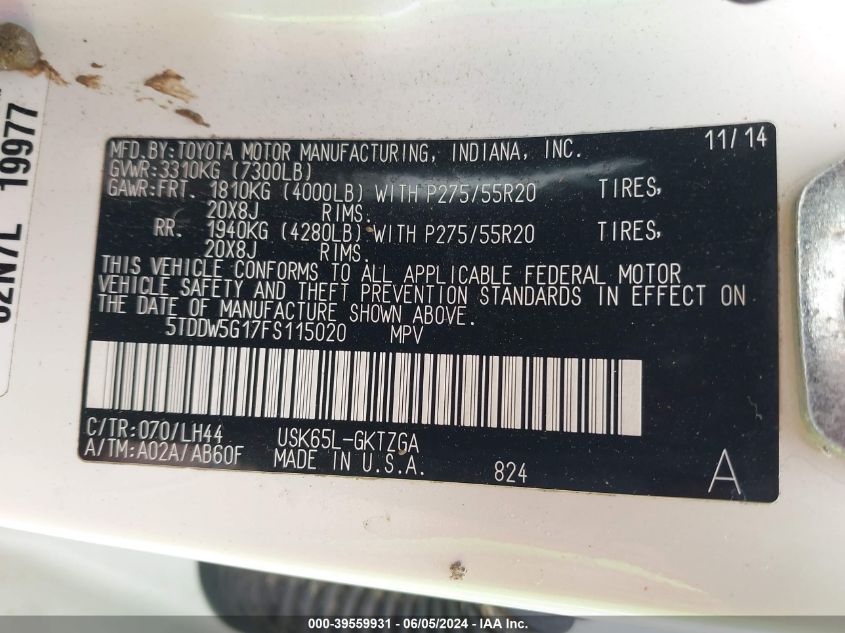 MFD.BY:TOYOTA MOTOR MANUFACTURING, INDIANA, INC. 11/14
GVWR:3310KG (7300LB)
GAWR:FRT. 1810KG (4000LB) WITH P275/55R20 TIRES,
20X8J RIMS.
RR. 1940KG (4280LB) WITH P275/55R20 TIRES,
20X8J RIMS.
THIS VEHICLE CONFORMS TO ALL APPLICABLE FEDERAL MOTOR
VEHICLE SAFETY AND THEFT PREVENTION STANDARDS IN EFFECT ON
THE DATE OF MANUFACTURE SHOWN ABOVE.
5TDDW5G17FS115020 MPV
C/TR:070/LH44 USK65L-GKTZGA
A/TM:A02A/AB60F MADE IN U.S.A. 824 A
19977
000-39559931 / 06/05/2024 / IAA Inc.